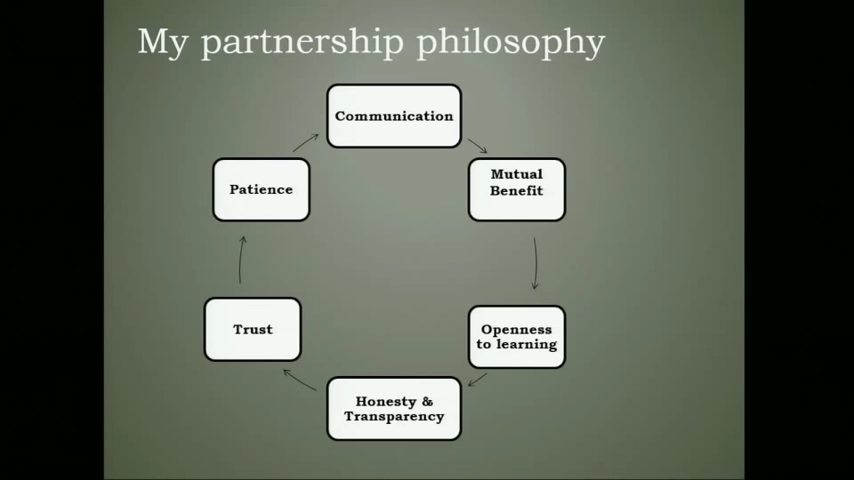 My partnership philosophy
Communication
Mutual
Benefit
Openness
to learning
Honesty &
Transparency
Trust
Patience